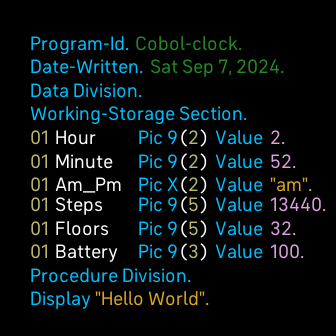 Program-Id. Cobol-clock.
Date-Written. Sat Sep 7, 2024.
Data Division.
Working-Storage Section.
01 Hour Pic 9(2) Value 2.
01 Minute Pic 9(2) Value 52.
01 Am_Pm Pic X(2) Value "am".
01 Steps Pic 9(5) Value 13440.
01 Floors Pic 9(5) Value 32.
01 Battery Pic 9(3) Value 100.
Procedure Division.
Display "Hello World".